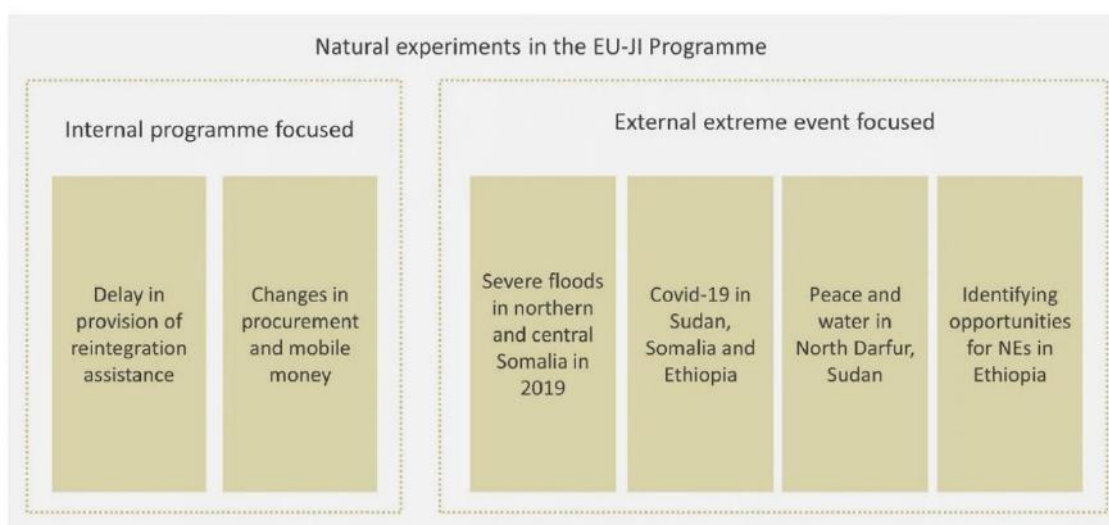 Natural experiments in the EU-JI Programme
Internal programme focused
Delay in
provision of
reintegration
assistance
Changes in
procurement
and mobile
money
External extreme event focused
Severe floods
in northern
and central
Somalia in
2019
Covid-19 in
Sudan,
Somalia and
Ethiopia
Peace and
water in
North Darfur,
Sudan
Identifying
opportunities
for NEs in
Ethiopia